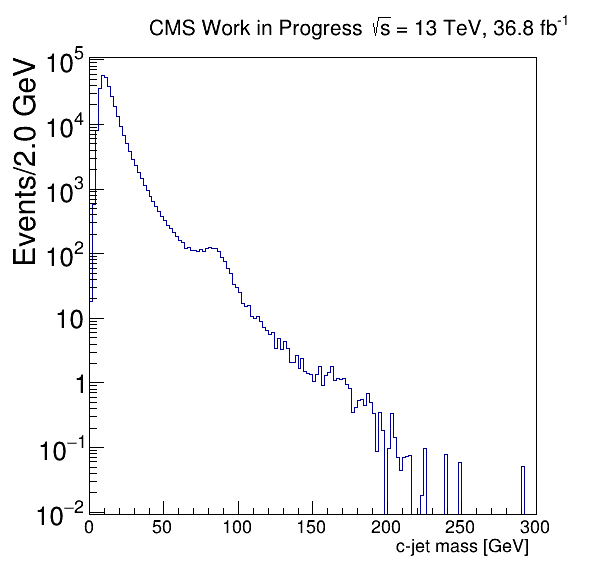 CMS Work in Progress √s = 13 TeV, 36.8 fb⁻¹
Events/2.0 GeV
10⁵
10⁴
10³
10²
10
1
10⁻¹
10⁻²
0 50 100 150 200 250 300
c-jet mass [GeV]